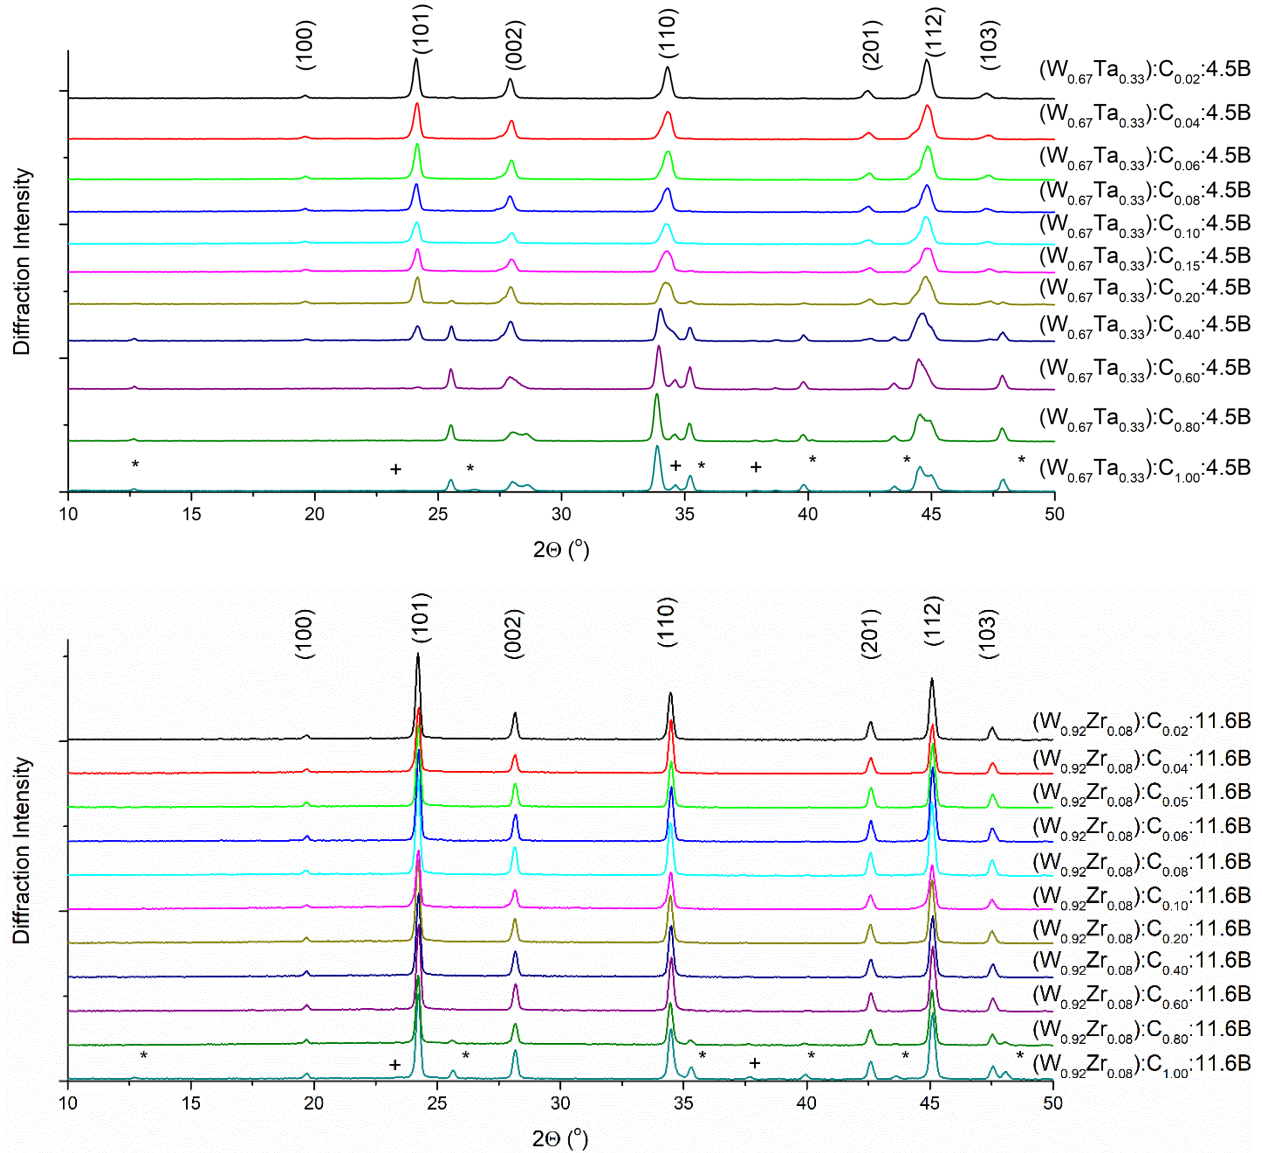 (100) (101) (002) (110) (201) (112) (103)
(W0.67Ta0.33):C0.02:4.5B
(W0.67Ta0.33):C0.04:4.5B
(W0.67Ta0.33):C0.06:4.5B
(W0.67Ta0.33):C0.08:4.5B
(W0.67Ta0.33):C0.10:4.5B
(W0.67Ta0.33):C0.15:4.5B
(W0.67Ta0.33):C0.20:4.5B
(W0.67Ta0.33):C0.40:4.5B
(W0.67Ta0.33):C0.60:4.5B
(W0.67Ta0.33):C0.80:4.5B
* + * + * + * * *
(W0.67Ta0.33):C1.00:4.5B
Diffraction Intensity
10 15 20 25 30 35 40 45 50
2Θ (°)
(100) (101) (002) (110) (201) (112) (103)
(W0.92Zr0.08):C0.02:11.6B
(W0.92Zr0.08):C0.04:11.6B
(W0.92Zr0.08):C0.05:11.6B
(W0.92Zr0.08):C0.06:11.6B
(W0.92Zr0.08):C0.08:11.6B
(W0.92Zr0.08):C0.10:11.6B
(W0.92Zr0.08):C0.20:11.6B
(W0.92Zr0.08):C0.40:11.6B
(W0.92Zr0.08):C0.60:11.6B
(W0.92Zr0.08):C0.80:11.6B
* + * * + * * *
(W0.92Zr0.08):C1.00:11.6B
Diffraction Intensity
10 15 20 25 30 35 40 45 50
2Θ (°)